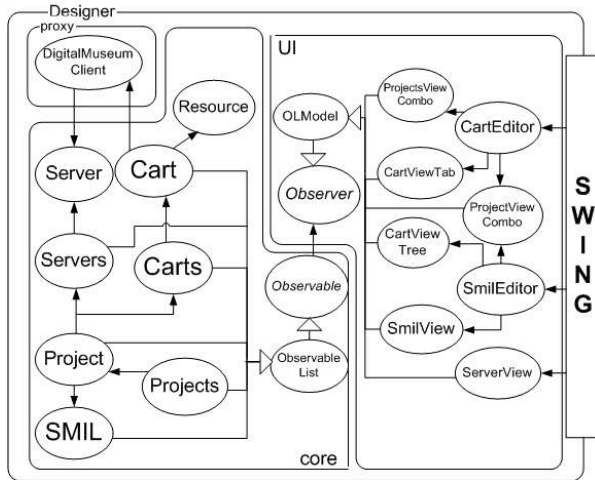 Designer
proxy
DigitalMuseum
Client
UI
Resource
OLModel
ProjectsView
Combo
CartEditor
Server
Cart
CartViewTab
Observer
ProjectView
Combo
Servers
Carts
CartView
Tree
Observable
SmilEditor
SmilView
Project
Projects
Observable
List
ServerView
SMIL
core
S
W
I
N
G